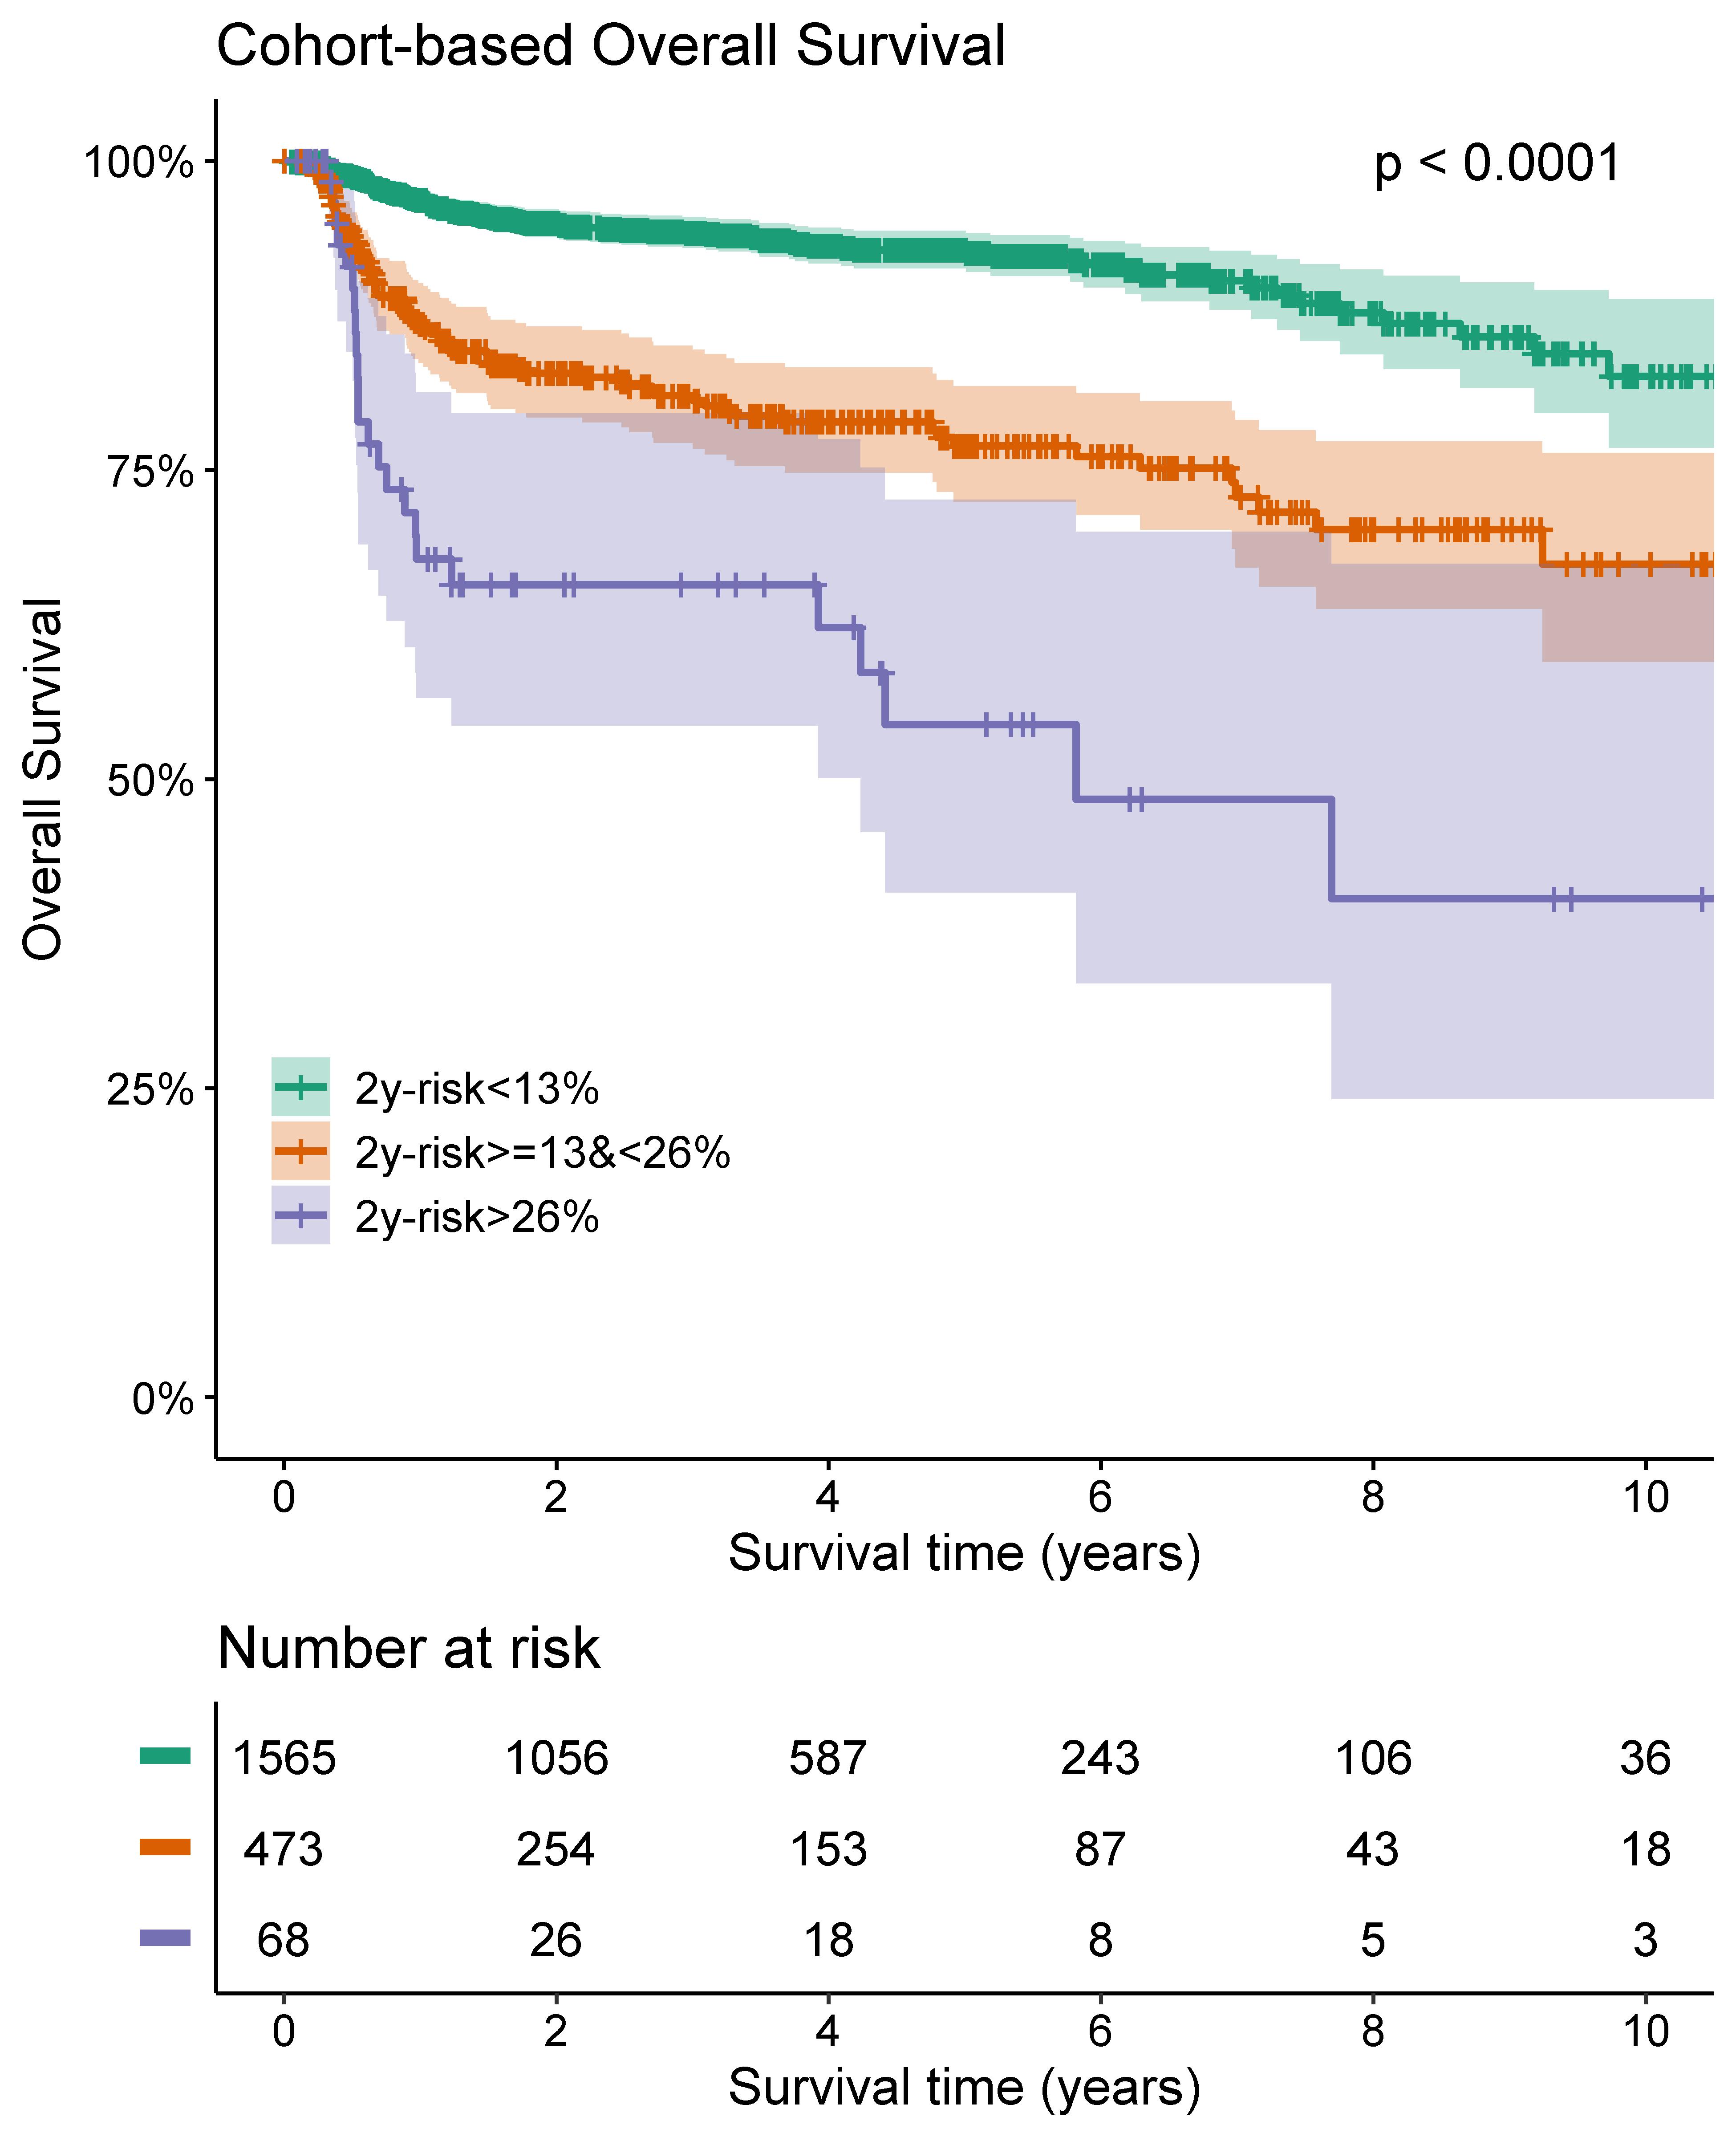 Cohort-based Overall Survival
p < 0.0001
100%
75%
50%
25%
0%
Overall Survival
2y-risk<13%
2y-risk>=13&<26%
2y-risk>26%
0 2 4 6 8 10
Survival time (years)
Number at risk
1565 1056 587 243 106 36
473 254 153 87 43 18
68 26 18 8 5 3
0 2 4 6 8 10
Survival time (years)